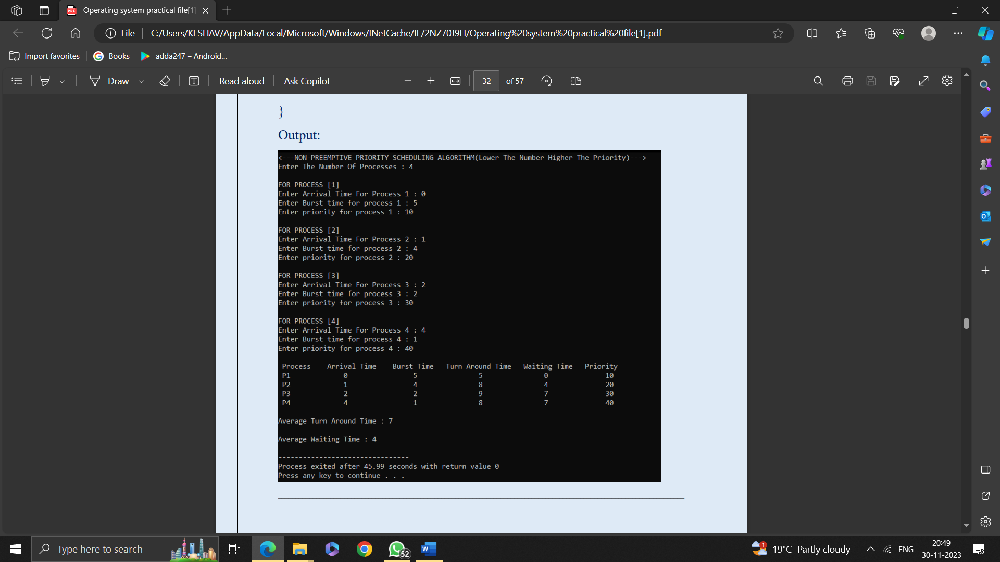 Operating system practical file[1]
File C:/Users/KESHAV/AppData/Local/Microsoft/Windows/INetCache/IE/2NZ70J9H/Operating%20system%20practical%20file[1].pdf
Import favorites Books adda247 – Android...
Draw Read aloud Ask Copilot 32 of 57
}
Output:
<---NON-PREEMPTIVE PRIORITY SCHEDULING ALGORITHM(Lower The Number Higher The Priority)--->
Enter The Number Of Processes : 4
FOR PROCESS [1]
Enter Arrival Time For Process 1 : 0
Enter Burst time for process 1 : 5
Enter priority for process 1 : 10
FOR PROCESS [2]
Enter Arrival Time For Process 2 : 1
Enter Burst time for process 2 : 4
Enter priority for process 2 : 20
FOR PROCESS [3]
Enter Arrival Time For Process 3 : 2
Enter Burst time for process 3 : 2
Enter priority for process 3 : 30
FOR PROCESS [4]
Enter Arrival Time For Process 4 : 4
Enter Burst time for process 4 : 1
Enter priority for process 4 : 40
Process Arrival Time Burst Time Turn Around Time Waiting Time Priority
P1 0 5 5 0 10
P2 1 4 8 4 20
P3 2 2 9 7 30
P4 4 1 8 7 40
Average Turn Around Time : 7
Average Waiting Time : 4
--------------------------------
Process exited after 45.99 seconds with return value 0
Press any key to continue . . .
Type here to search 52 1 19°C Partly cloudy ENG 20:49
30-11-2023